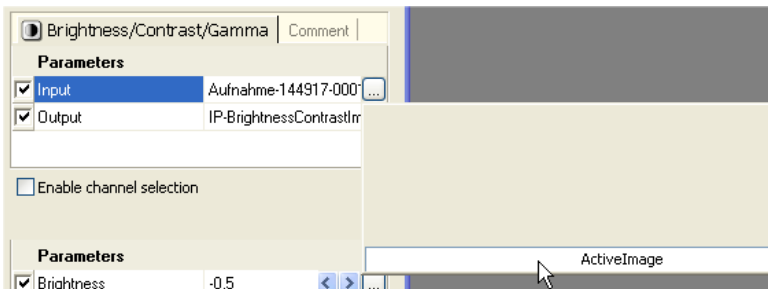 Brightness/Contrast/Gamma Comment
Parameters
Input Aufnahme-144917-0001 ...
Output IP-BrightnessContrastIm
Enable channel selection
Parameters
ActiveImage
Brightness -0.5 < > ...